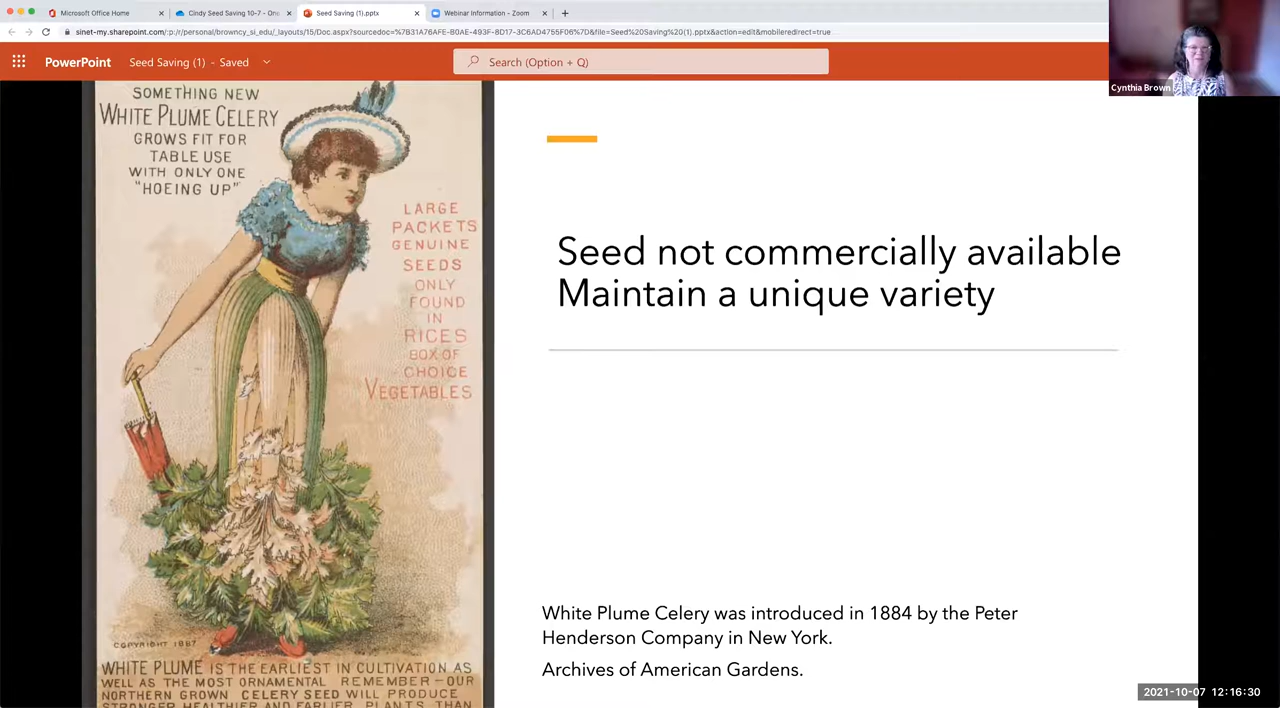 Microsoft Office Home
Cindy Seed Saving 10-7 - One
Seed Saving (1).pptx
Webinar Information - Zoom
sinet-my.sharepoint.com/:p:/r/personal/browncy_si_edu/_layouts/15/Doc.aspx?sourcedoc=%7B31A76AFE-B0AE-493F-8D17-3C6AD4755F06%7D&file=Seed%20Saving%20(1).pptx&action=edit&mobileredirect=true
PowerPoint
Seed Saving (1) - Saved
Search (Option + Q)
Cynthia Brown
SOMETHING NEW
WHITE PLUME CELERY
GROWS FIT FOR
TABLE USE
WITH ONLY ONE
"HOEING UP"
LARGE
PACKETS
GENUINE
SEEDS
ONLY
FOUND
IN
RICES
BOX OF
CHOICE
VEGETABLES
COPYRIGHT 1887
WHITE PLUME IS THE EARLIEST IN CULTIVATION AS
WELL AS THE MOST ORNAMENTAL REMEMBER-OUR
NORTHERN GROWN CELERY SEED WILL PRODUCE
STRONGER HEALTHIER AND EARLIER PLANTS THAN
Seed not commercially available
Maintain a unique variety
White Plume Celery was introduced in 1884 by the Peter
Henderson Company in New York.
Archives of American Gardens.
2021-10-07 12:16:30